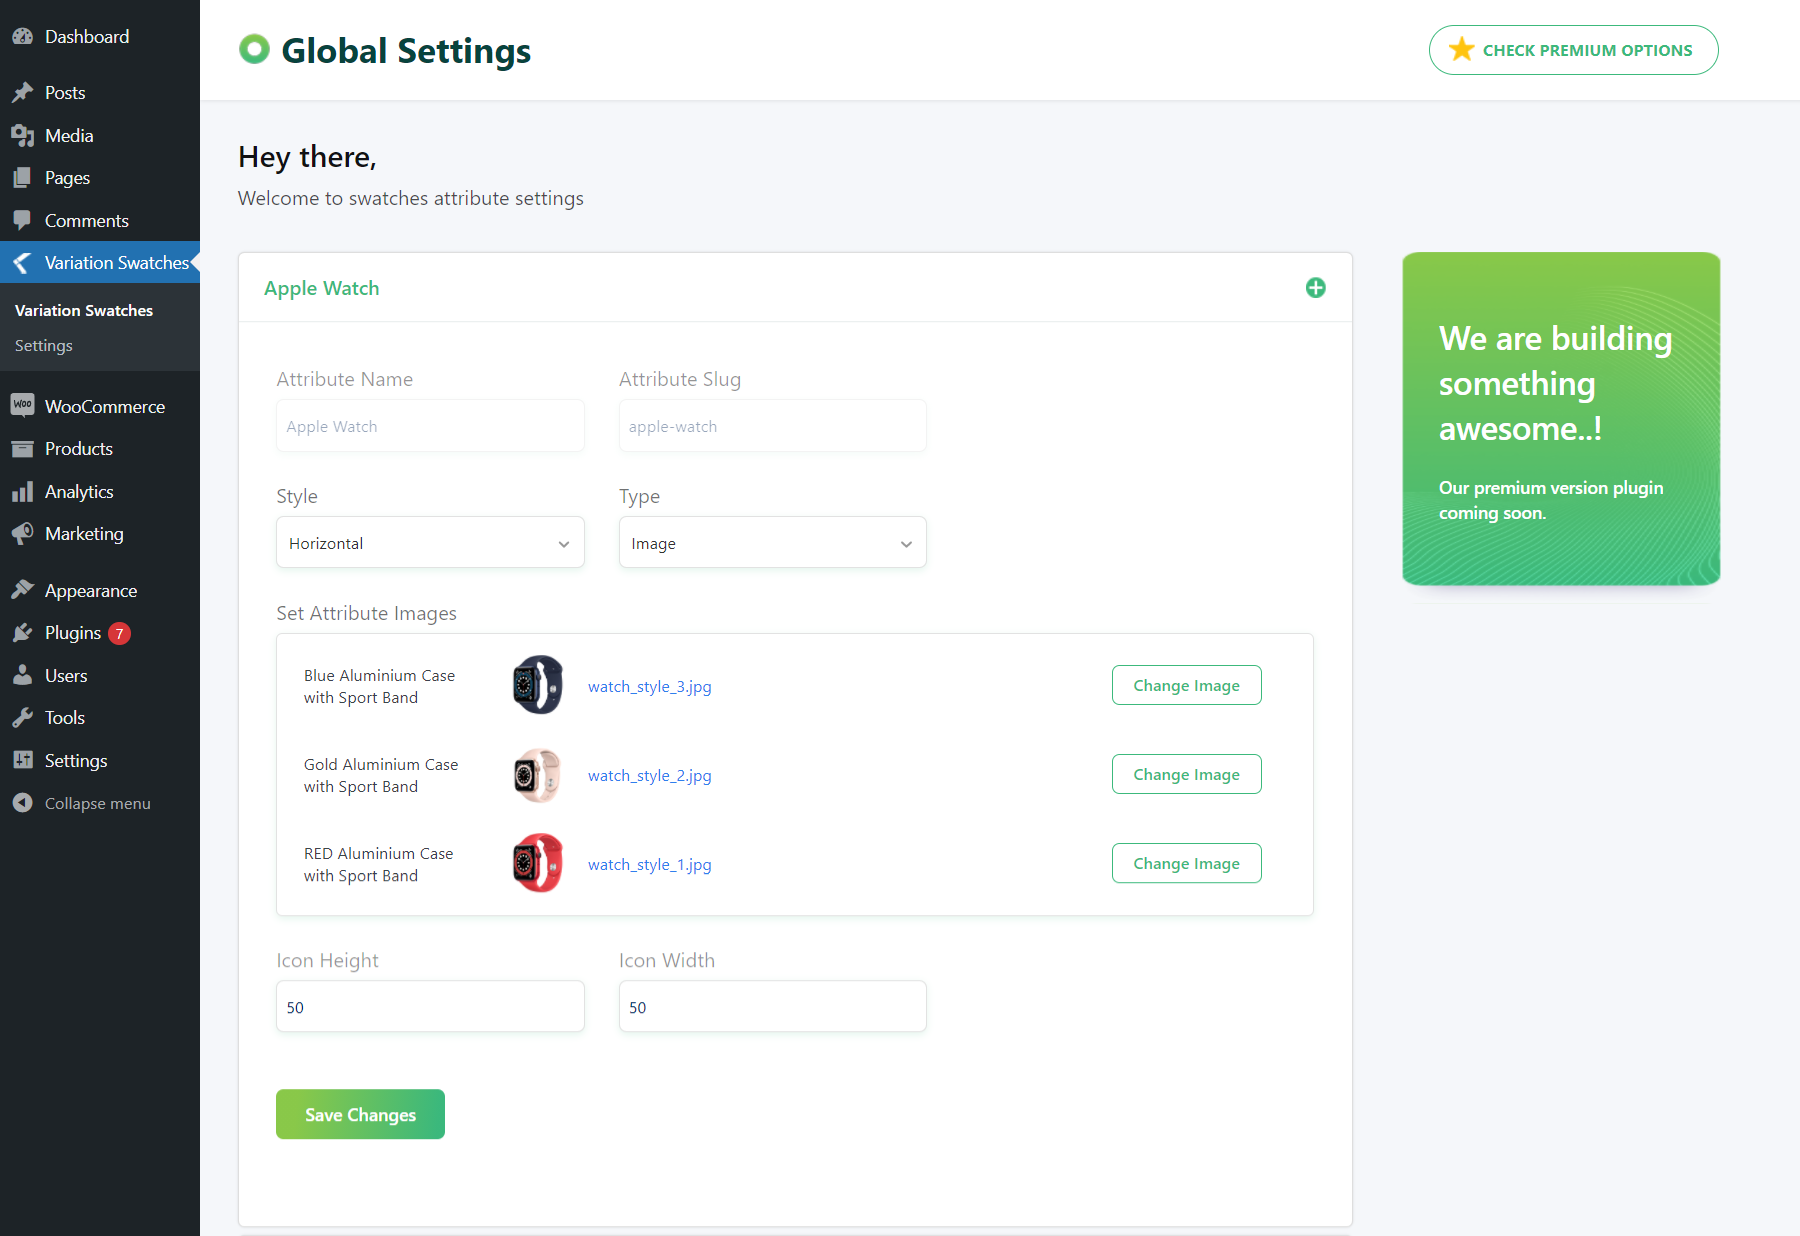 Dashboard
Posts
Media
Pages
Comments
Variation Swatches
Variation Swatches
Settings
WooCommerce
Products
Analytics
Marketing
Appearance
Plugins 7
Users
Tools
Settings
Collapse menu
Global Settings
CHECK PREMIUM OPTIONS
Hey there,
Welcome to swatches attribute settings
Apple Watch
Attribute Name
Attribute Slug
Apple Watch
apple-watch
Style
Type
Horizontal
Image
Set Attribute Images
Blue Aluminium Case
with Sport Band
watch_style_3.jpg
Change Image
Gold Aluminium Case
with Sport Band
watch_style_2.jpg
Change Image
RED Aluminium Case
with Sport Band
watch_style_1.jpg
Change Image
Icon Height
Icon Width
50
50
Save Changes
We are building
something
awesome..!
Our premium version plugin
coming soon.